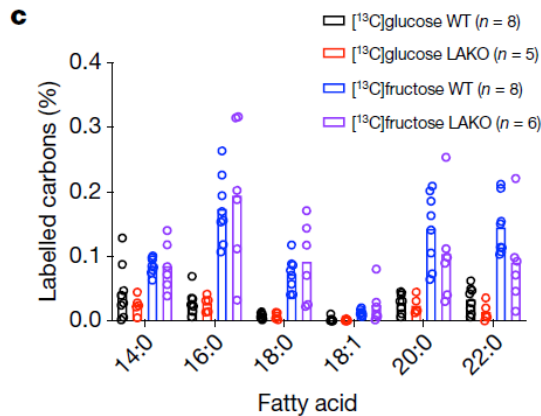 c
[¹³C]glucose WT (n = 8)
[¹³C]glucose LAKO (n = 5)
[¹³C]fructose WT (n = 8)
[¹³C]fructose LAKO (n = 6)
Labelled carbons (%)
0.4
0.3
0.2
0.1
0.0
14:0 16:0 18:0 18:1 20:0 22:0
Fatty acid